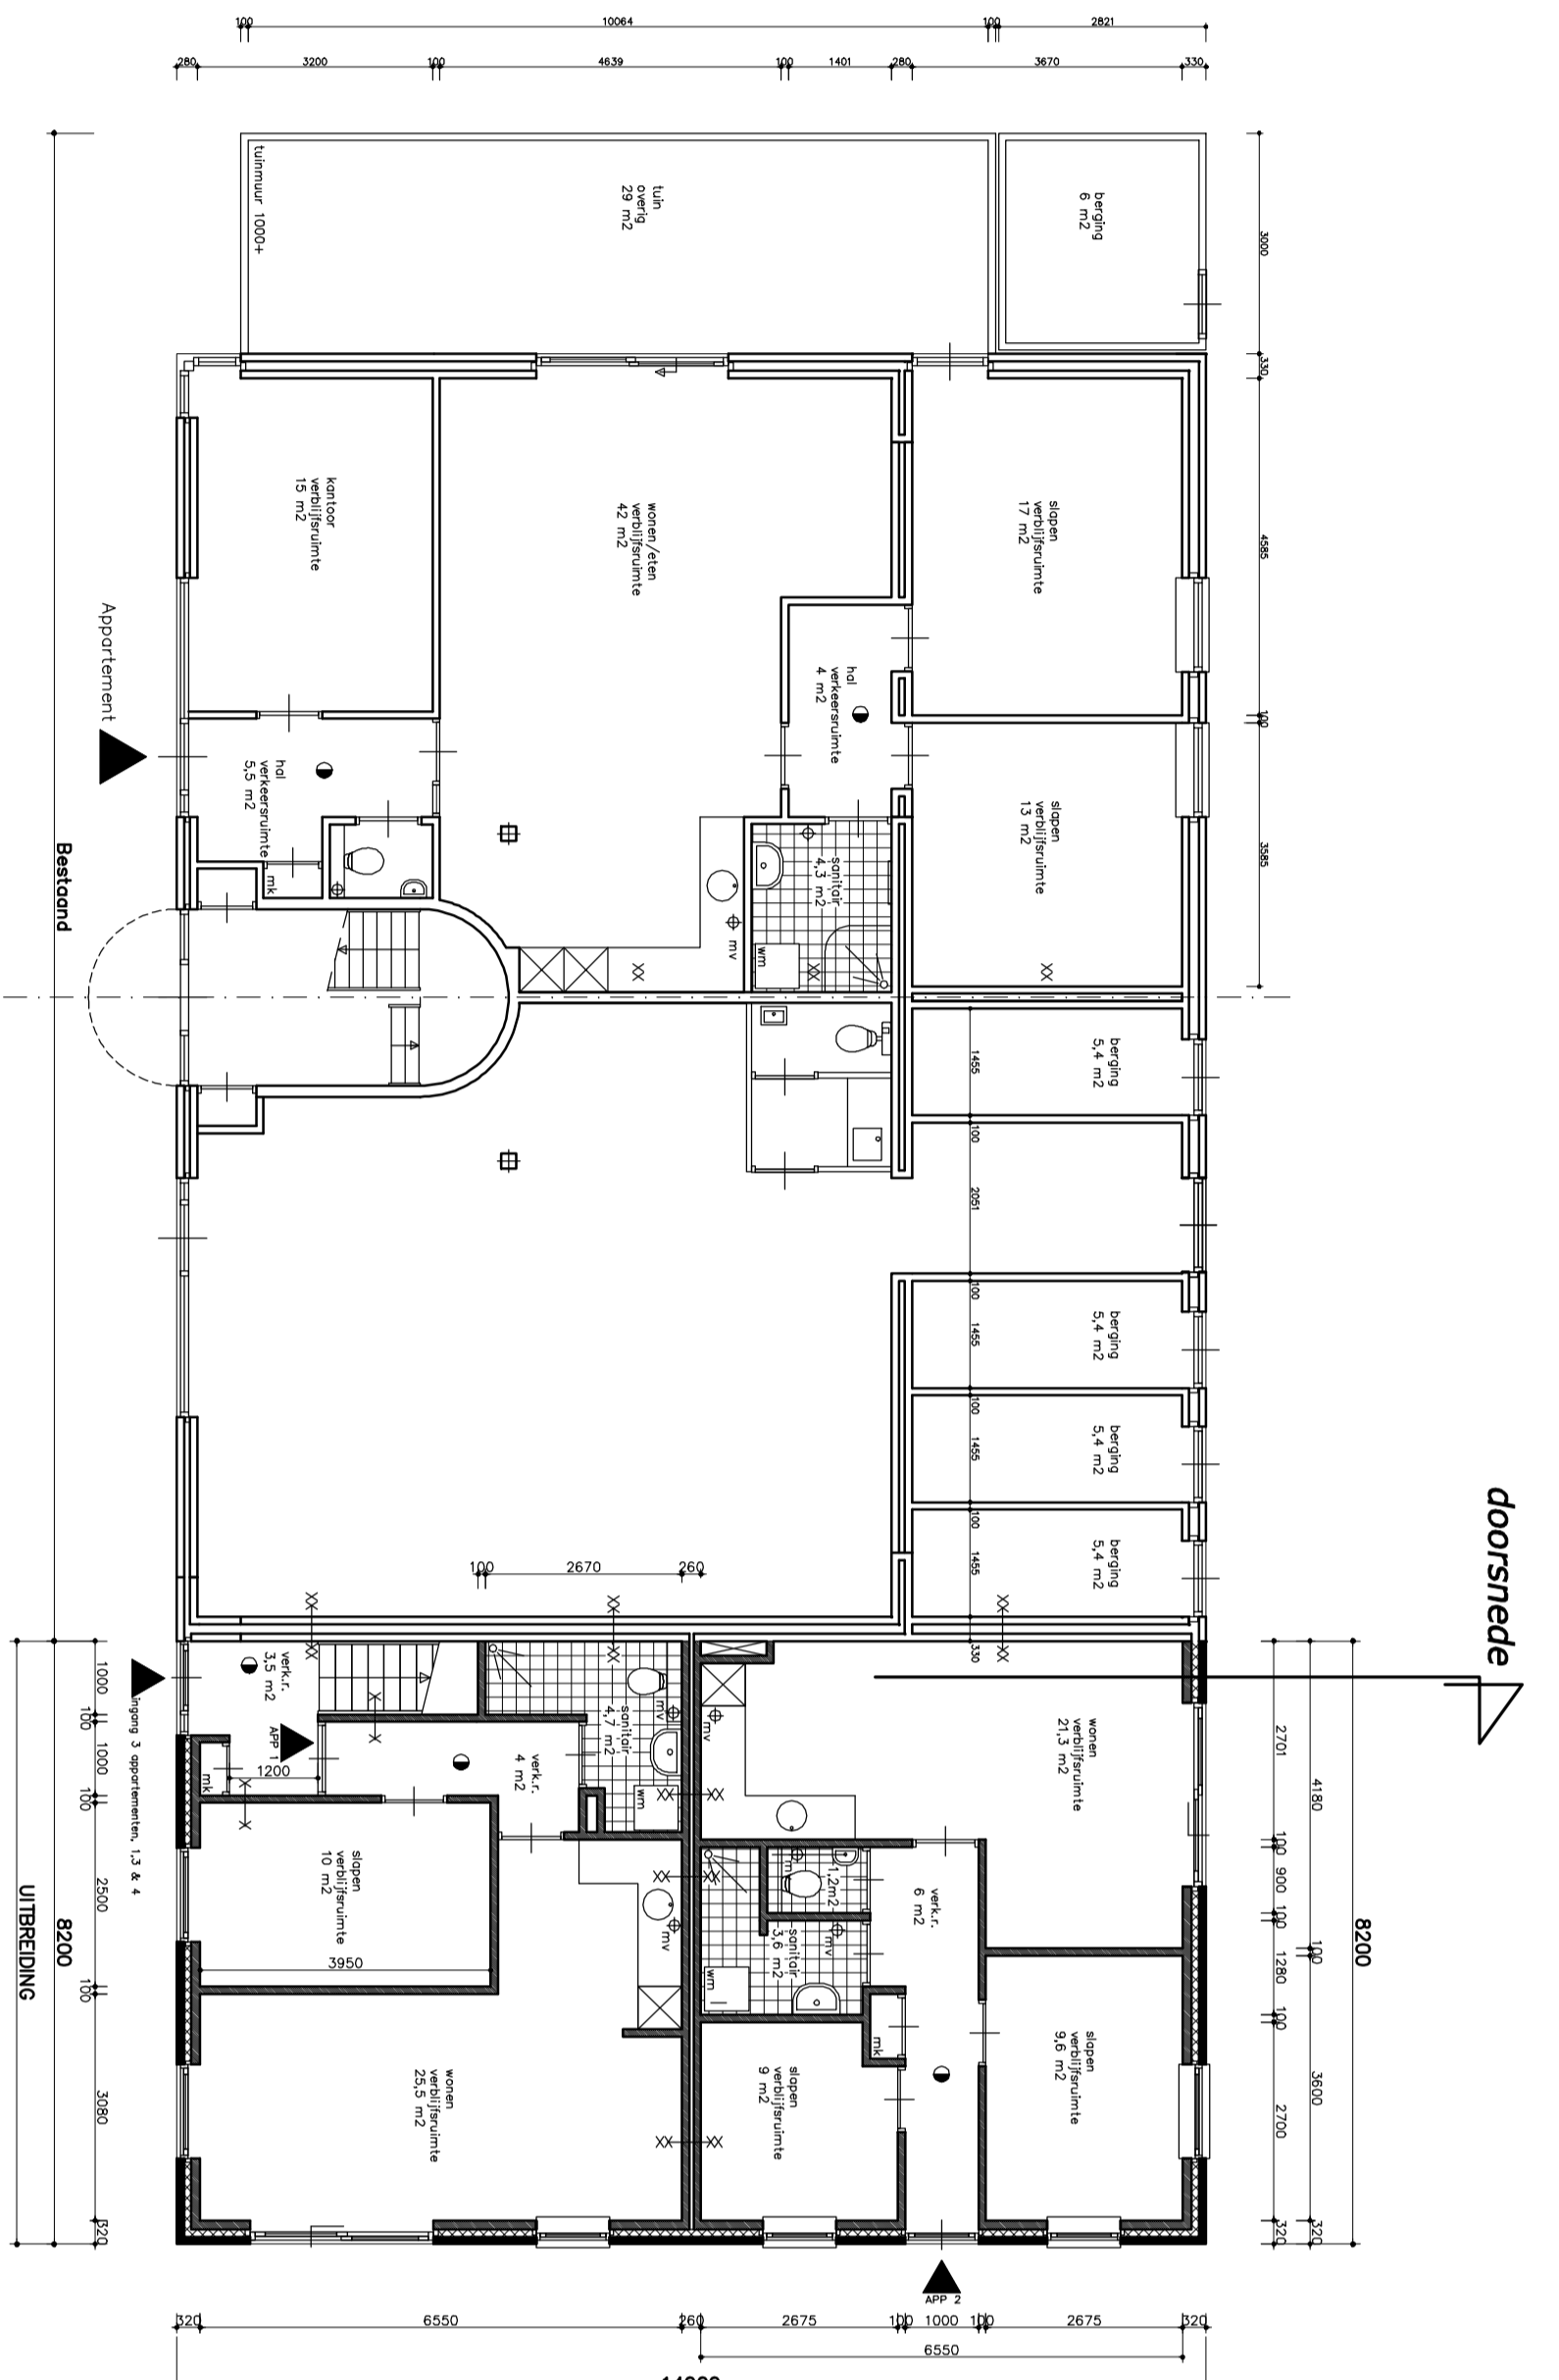 100
10064
100
2821
280
3200
100
4639
100
1401
280
3670
330
tuinmuur 1000+
tuin
overig
29 m2
berging
6 m2
3000
330
4585
100
3585
kantoor
verblijfsruimte
15 m2
wonen/eten
verblijfsruimte
42 m2
slapen
verblijfsruimte
17 m2
Appartement
hal
verkeersruimte
4 m2
hal
verkeersruimte
5,5 m2
mk
slapen
verblijfsruimte
13 m2
sanitair
4,3 m2
mv
wm
Bestaand
berging
5,4 m2
1455
100
2051
100
1455
berging
5,4 m2
100
1455
berging
5,4 m2
100
1455
berging
5,4 m2
330
doorsnede
100
2670
260
verk.r.
3,5 m2
APP 1
1200
mk
ingang 3 appartementen, 1,3 & 4
verk.r.
4 m2
sanitair
4,7 m2
mv
wm
mv
wonen
verblijfsruimte
21,3 m2
slapen
verblijfsruimte
10 m2
3950
mv
1,2m2
sanitair
3,6 m2
mv
wm
verk.r.
6 m2
mk
slapen
verblijfsruimte
9,6 m2
slapen
verblijfsruimte
9 m2
wonen
verblijfsruimte
25,5 m2
1000
100
1000
100
2500
100
3080
320
8200
UITBREIDING
2701
100
900
100
1280
100
2700
320
4180
100
3600
320
8200
APP 2
320
6550
260
2675
100
1000
100
2675
320
6550